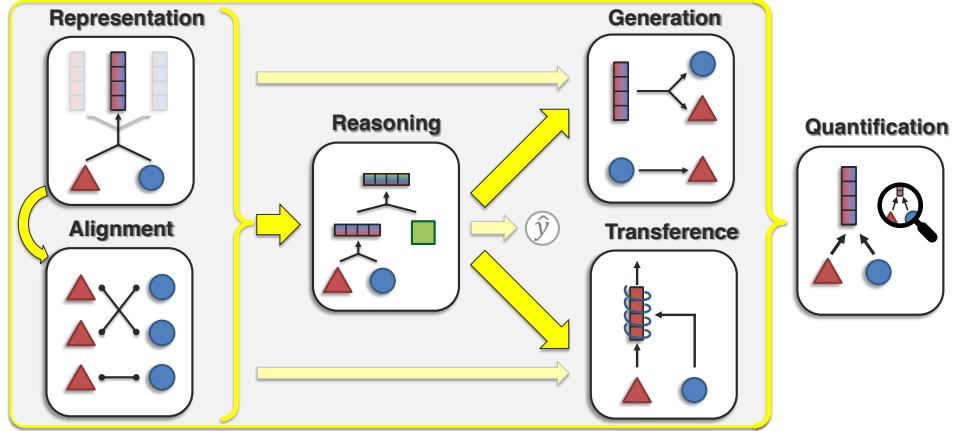 Representation
Generation
Reasoning
Quantification
Alignment
ŷ
Transference